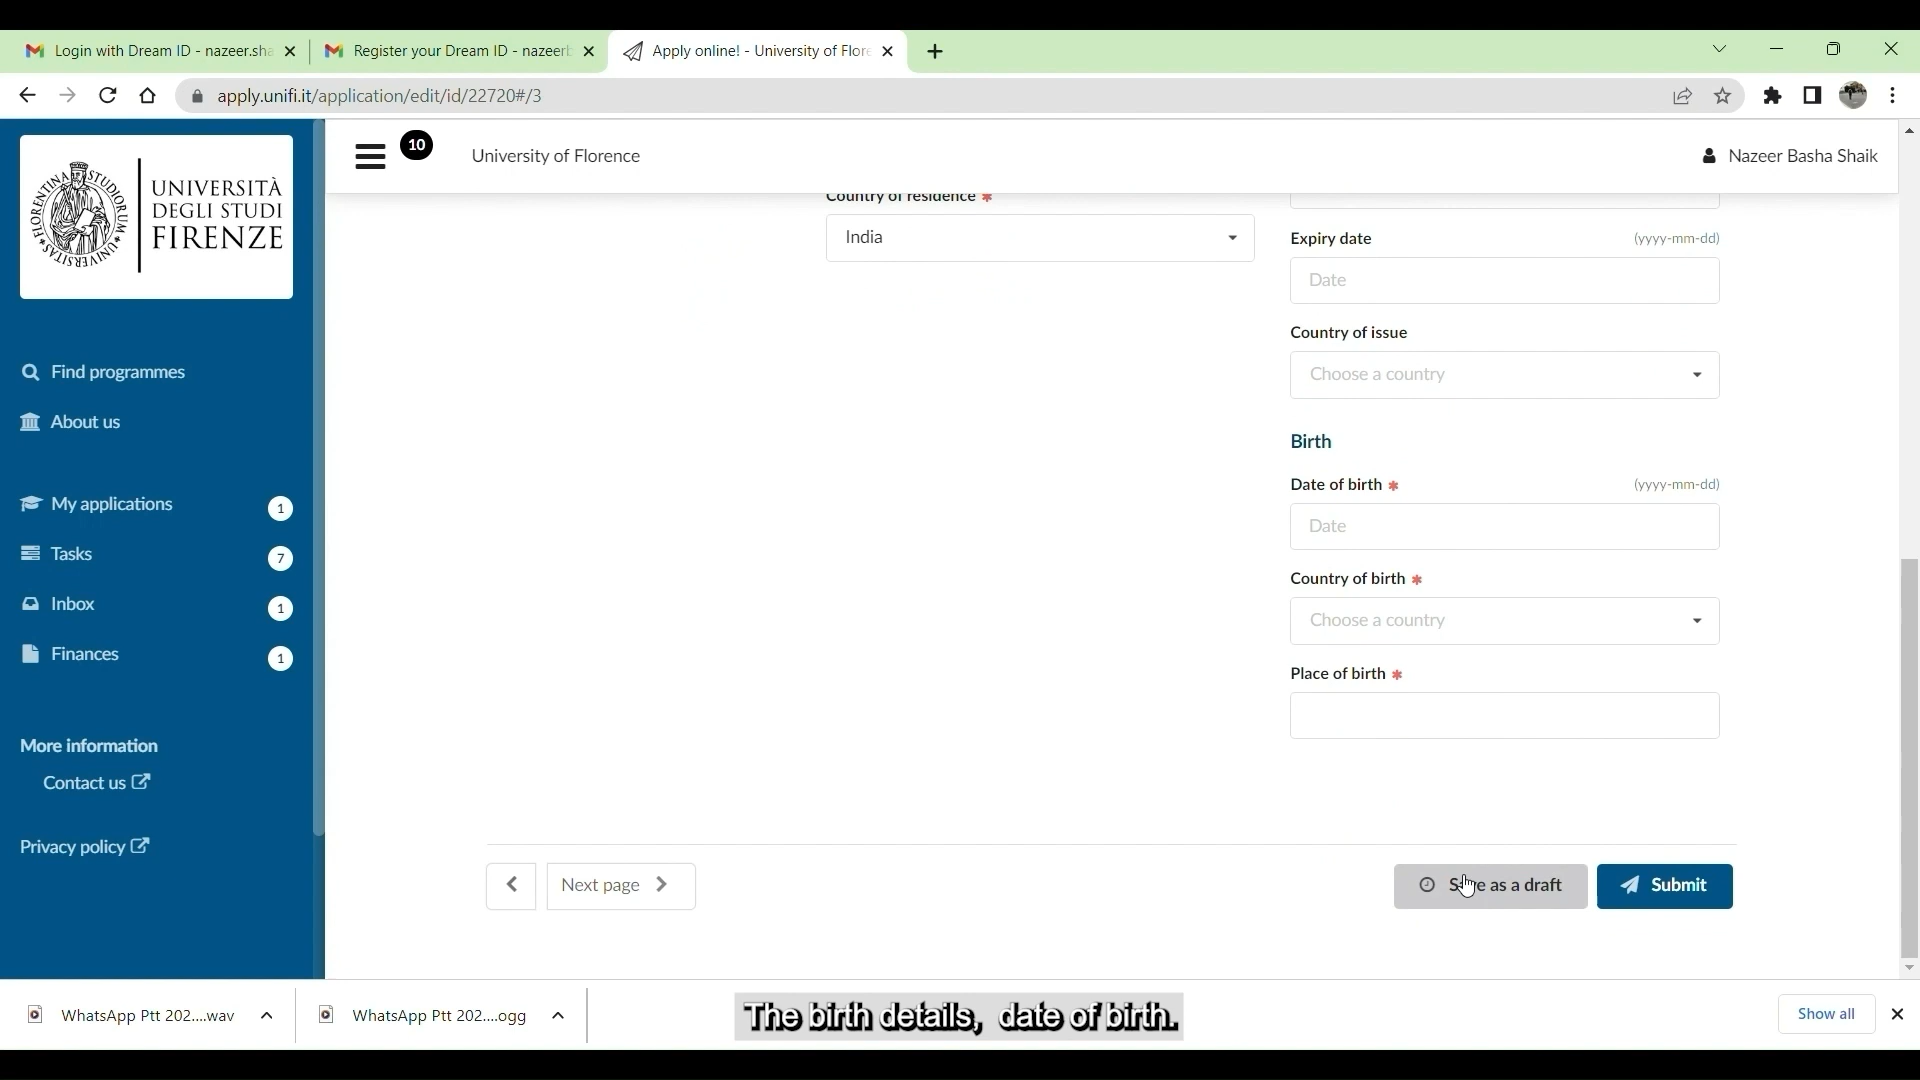 Login with Dream ID - nazeer.sha
Register your Dream ID - nazeerb
Apply online! - University of Flore
apply.unifi.it/application/edit/id/22720#/3
UNIVERSITÀ
DEGLI STUDI
FIRENZE
10
University of Florence
Nazeer Basha Shaik
Country of residence *
India
Expiry date (yyyy-mm-dd)
Date
Country of issue
Choose a country
Birth
Date of birth * (yyyy-mm-dd)
Date
Country of birth *
Choose a country
Place of birth *
Find programmes
About us
My applications 1
Tasks 7
Inbox 1
Finances 1
More information
Contact us
Privacy policy
Next page
Save as a draft
Submit
WhatsApp Ptt 202....wav
WhatsApp Ptt 202....ogg
The birth details, date of birth.
Show all